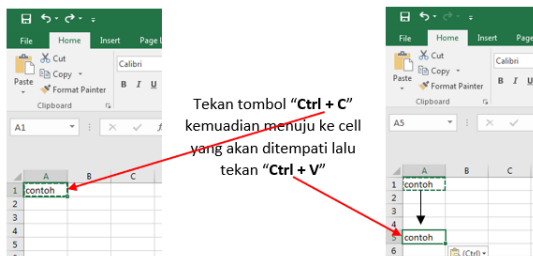 File Home Insert Page L
Cut
Copy
Format Painter
Paste
Clipboard
Calibri
B I U
A1
A B C
1 contoh
2
3
4
5
Tekan tombol “Ctrl + C”
kemuadian menuju ke cell
yang akan ditempati lalu
tekan “Ctrl + V”
File Home Insert Page
Cut
Copy
Format Painter
Paste
Clipboard
Calibri
B I U
A5
A B C
1 contoh
2
3
4
5 contoh
6 (Ctrl)